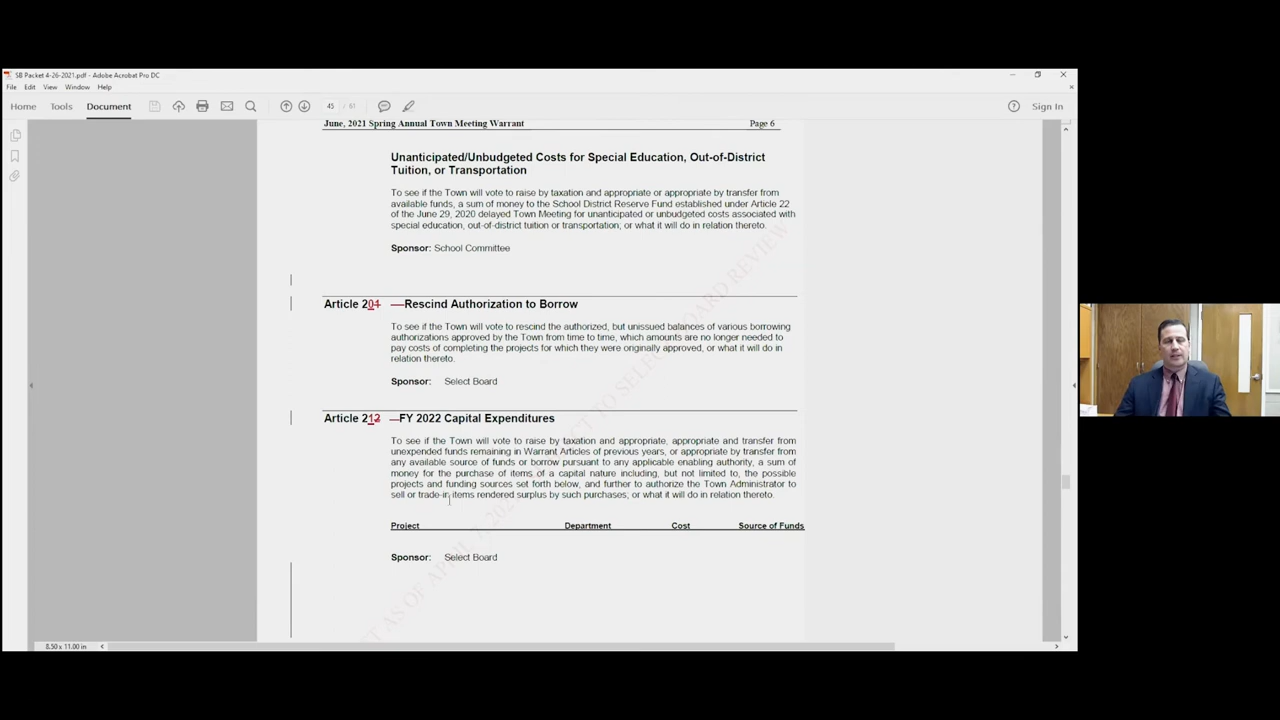 SB Packet 4-26-2021.pdf - Adobe Acrobat Pro DC
File Edit View Window Help
Home Tools Document 45 / 61 Sign In
June, 2021 Spring Annual Town Meeting Warrant Page 6
Unanticipated/Unbudgeted Costs for Special Education, Out-of-District
Tuition, or Transportation
To see if the Town will vote to raise by taxation and appropriate or appropriate by transfer from
available funds, a sum of money to the School District Reserve Fund established under Article 22
of the June 29, 2020 delayed Town Meeting for unanticipated or unbudgeted costs associated with
special education, out-of-district tuition or transportation; or what it will do in relation thereto.
Sponsor: School Committee
Article 204 —Rescind Authorization to Borrow
To see if the Town will vote to rescind the authorized, but unissued balances of various borrowing
authorizations approved by the Town from time to time, which amounts are no longer needed to
pay costs of completing the projects for which they were originally approved, or what it will do in
relation thereto.
Sponsor: Select Board
Article 212 —FY 2022 Capital Expenditures
To see if the Town will vote to raise by taxation and appropriate, appropriate and transfer from
unexpended funds remaining in Warrant Articles of previous years, or appropriate by transfer from
any available source of funds or borrow pursuant to any applicable enabling authority, a sum of
money for the purchase of items of a capital nature including, but not limited to, the possible
projects and funding sources set forth below, and further to authorize the Town Administrator to
sell or trade-in items rendered surplus by such purchases; or what it will do in relation thereto.
Project Department Cost Source of Funds
Sponsor: Select Board
8.50 x 11.00 in